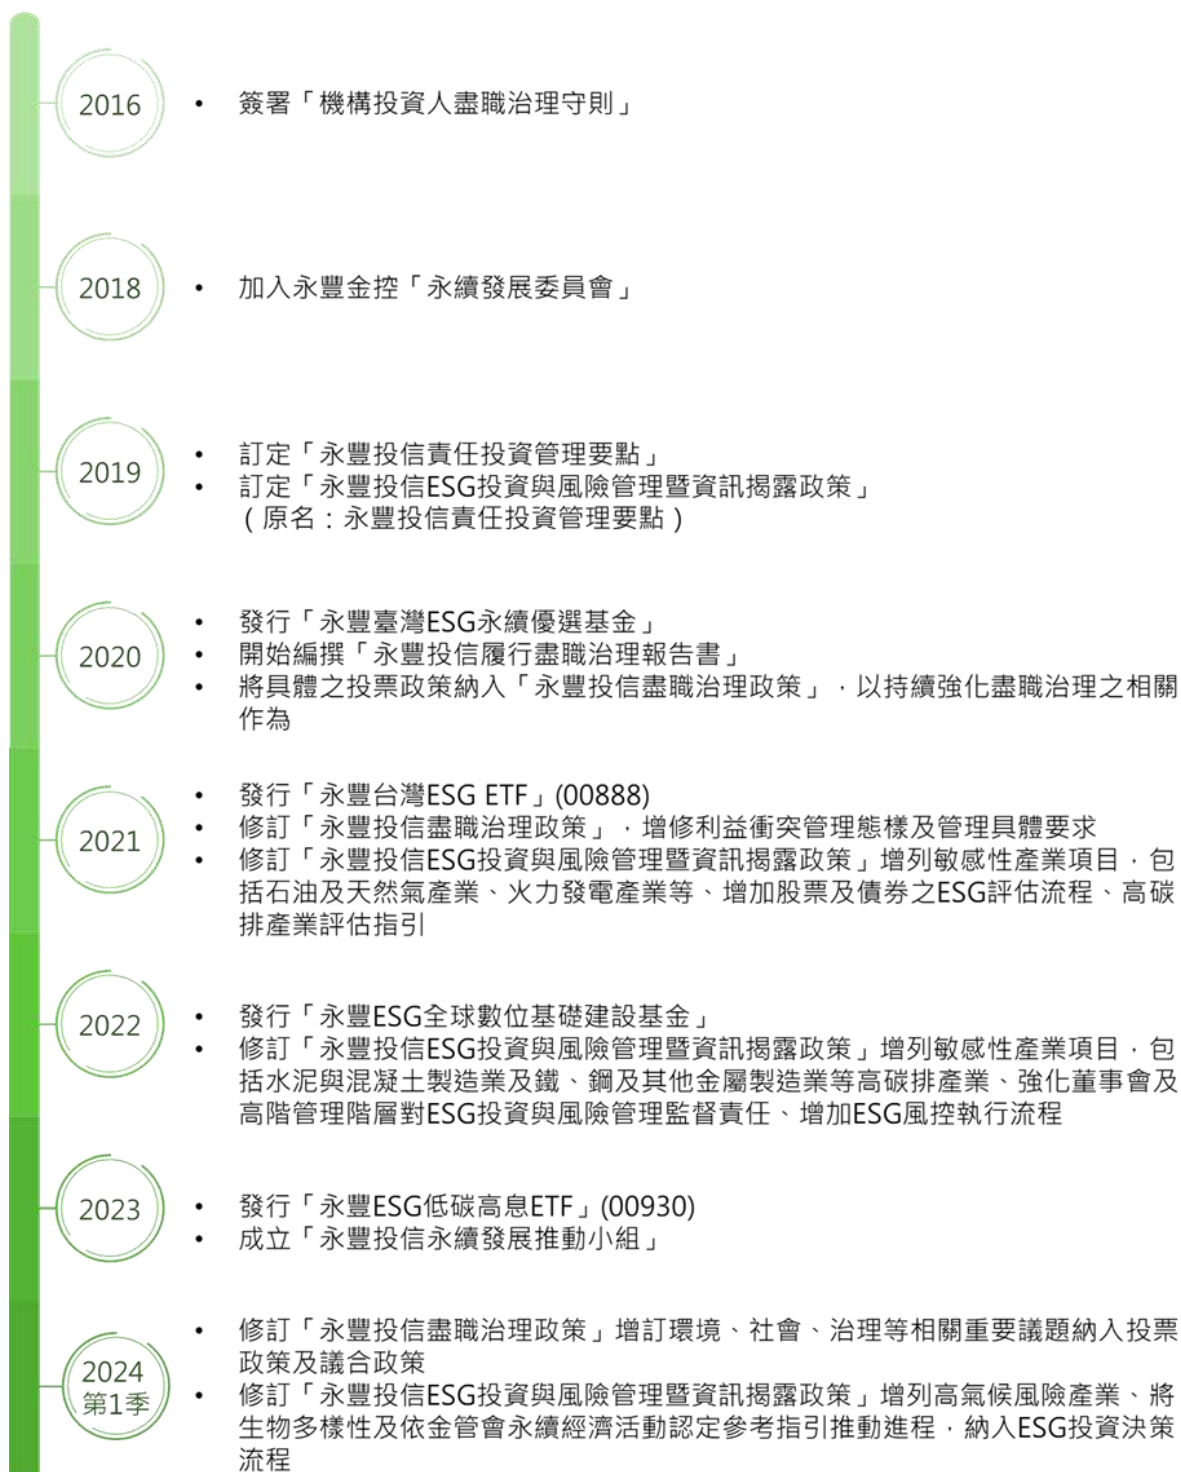 2016
• 簽署「機構投資人盡職治理守則」
2018
• 加入永豐金控「永續發展委員會」
2019
• 訂定「永豐投信責任投資管理要點」
• 訂定「永豐投信ESG投資與風險管理暨資訊揭露政策」
(原名：永豐投信責任投資管理要點)
2020
• 發行「永豐臺灣ESG永續優選基金」
• 開始編撰「永豐投信履行盡職治理報告書」
• 將具體之投票政策納入「永豐投信盡職治理政策」，以持續強化盡職治理之相關
作為
2021
• 發行「永豐台灣ESG ETF」(00888)
• 修訂「永豐投信盡職治理政策」，增修利益衝突管理態樣及管理具體要求
• 修訂「永豐投信ESG投資與風險管理暨資訊揭露政策」增列敏感性產業項目，包
括石油及天然氣產業、火力發電產業等、增加股票及債券之ESG評估流程、高碳
排產業評估指引
2022
• 發行「永豐ESG全球數位基礎建設基金」
• 修訂「永豐投信ESG投資與風險管理暨資訊揭露政策」增列敏感性產業項目，包
括水泥與混凝土製造業及鐵、鋼及其他金屬製造業等高碳排產業、強化董事會及
高階管理階層對ESG投資與風險管理監督責任、增加ESG風控執行流程
2023
• 發行「永豐ESG低碳高息ETF」(00930)
• 成立「永豐投信永續發展推動小組」
2024
第1季
• 修訂「永豐投信盡職治理政策」增訂環境、社會、治理等相關重要議題納入投票
政策及議合政策
• 修訂「永豐投信ESG投資與風險管理暨資訊揭露政策」增列高氣候風險產業、將
生物多樣性及依金管會永續經濟活動認定參考指引推動進程，納入ESG投資決策
流程